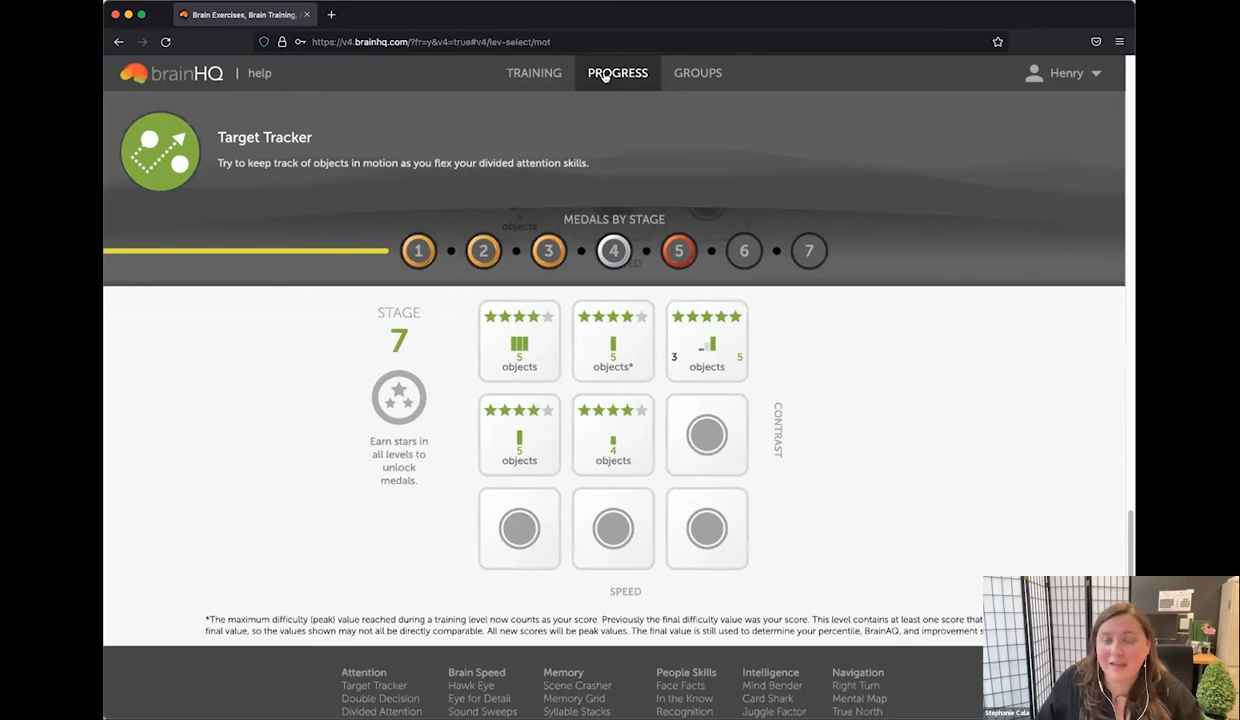 Brain Exercises, Brain Training,
https://v4.brainhq.com/?fr=y&v4=true#v4/lev-select/mot
brainHQ | help
TRAINING PROGRESS GROUPS
Henry
Target Tracker
Try to keep track of objects in motion as you flex your divided attention skills.
5
objects
MEDALS BY STAGE
1 2 3 4 5 6 7
STAGE
7
Earn stars in
all levels to
unlock
medals.
5
objects
5
objects*
3 5
objects
5
objects
4
objects
CONTRAST
SPEED
*The maximum difficulty (peak) value reached during a training level now counts as your score. Previously the final difficulty value was your score. This level contains at least one score that
final value, so the values shown may not all be directly comparable. All new scores will be peak values. The final value is still used to determine your percentile, BrainAQ, and improvement
Attention Brain Speed Memory People Skills Intelligence Navigation
Target Tracker Hawk Eye Scene Crasher Face Facts Mind Bender Right Turn
Double Decision Eye for Detail Memory Grid In the Know Card Shark Mental Map
Divided Attention Sound Sweeps Syllable Stacks Recognition Juggle Factor True North
Stephanie Cala